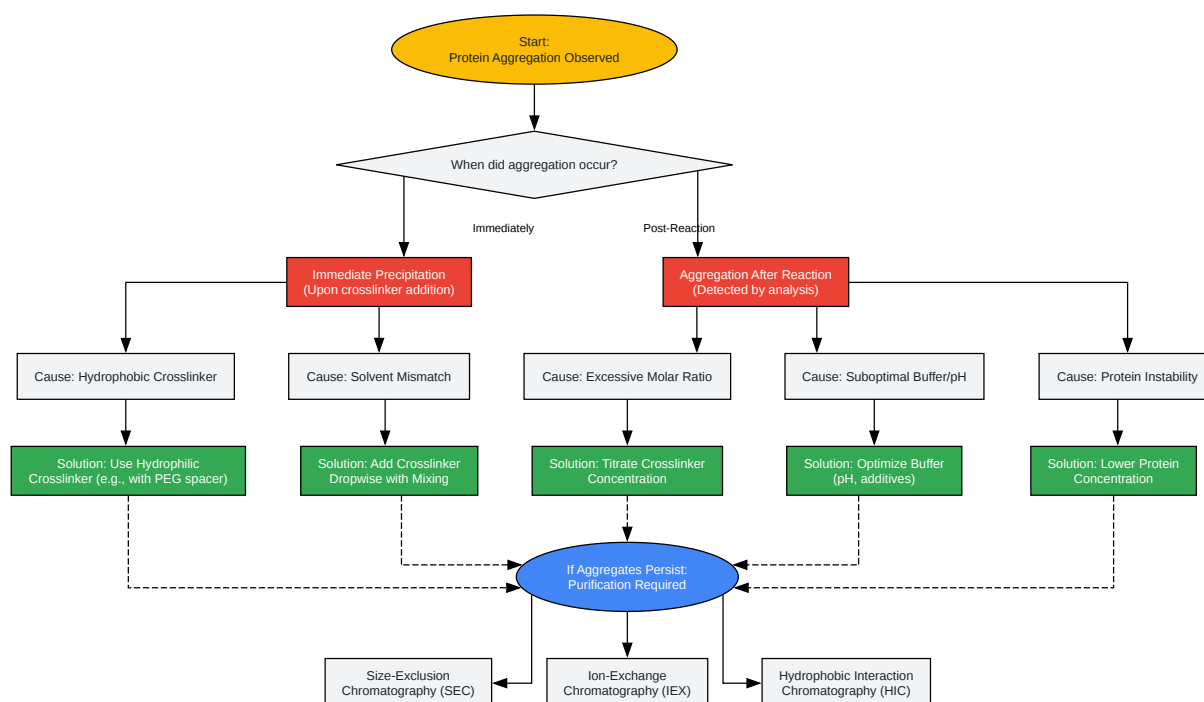 Start:
Protein Aggregation Observed
When did aggregation occur?
Immediately
Post-Reaction
Immediate Precipitation
(Upon crosslinker addition)
Aggregation After Reaction
(Detected by analysis)
Cause: Hydrophobic Crosslinker
Cause: Solvent Mismatch
Cause: Excessive Molar Ratio
Cause: Suboptimal Buffer/pH
Cause: Protein Instability
Solution: Use Hydrophilic
Crosslinker (e.g., with PEG spacer)
Solution: Add Crosslinker
Dropwise with Mixing
Solution: Titrate Crosslinker
Concentration
Solution: Optimize Buffer
(pH, additives)
Solution: Lower Protein
Concentration
If Aggregates Persist:
Purification Required
Size-Exclusion
Chromatography (SEC)
Ion-Exchange
Chromatography (IEX)
Hydrophobic Interaction
Chromatography (HIC)